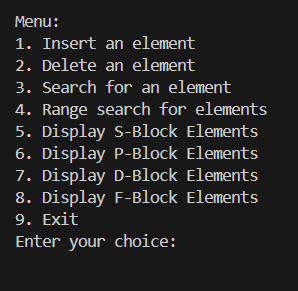 Menu:
1. Insert an element
2. Delete an element
3. Search for an element
4. Range search for elements
5. Display S-Block Elements
6. Display P-Block Elements
7. Display D-Block Elements
8. Display F-Block Elements
9. Exit
Enter your choice: